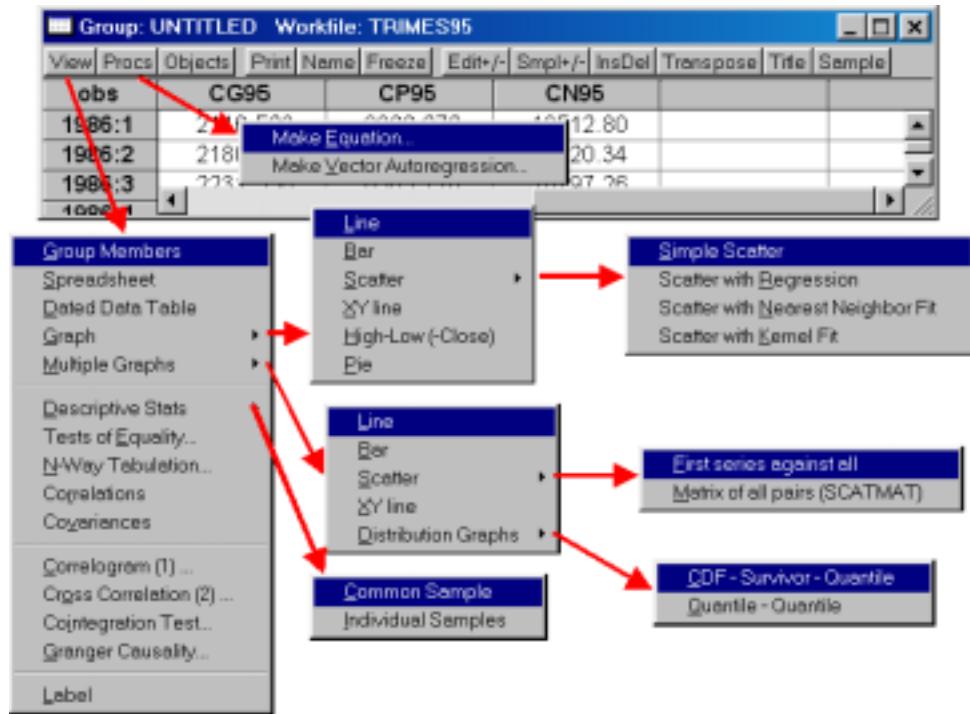 Group: UNTITLED Workfile: TRIMES95
View Procs Objects Print Name Freeze Edit+/- Smpl+/- InsDel Transpose Title Sample
obs CG95 CP95 CN95
1986:1
1986:2
1986:3
Make Equation...
Make Vector Autoregression...
Group Members
Spreadsheet
Dated Data Table
Graph
Multiple Graphs
Descriptive Stats
Tests of Equality...
N-Way Tabulation...
Correlations
Covariances
Correlogram (1) ...
Cross Correlation (2) ...
Cointegration Test...
Granger Causality...
Label
Line
Bar
Scatter
XY line
High-Low (-Close)
Pie
Simple Scatter
Scatter with Regression
Scatter with Nearest Neighbor Fit
Scatter with Kernel Fit
Line
Bar
Scatter
XY line
Distribution Graphs
First series against all
Matrix of all pairs (SCATMAT)
CDF - Survivor - Quantile
Quantile - Quantile
Common Sample
Individual Samples